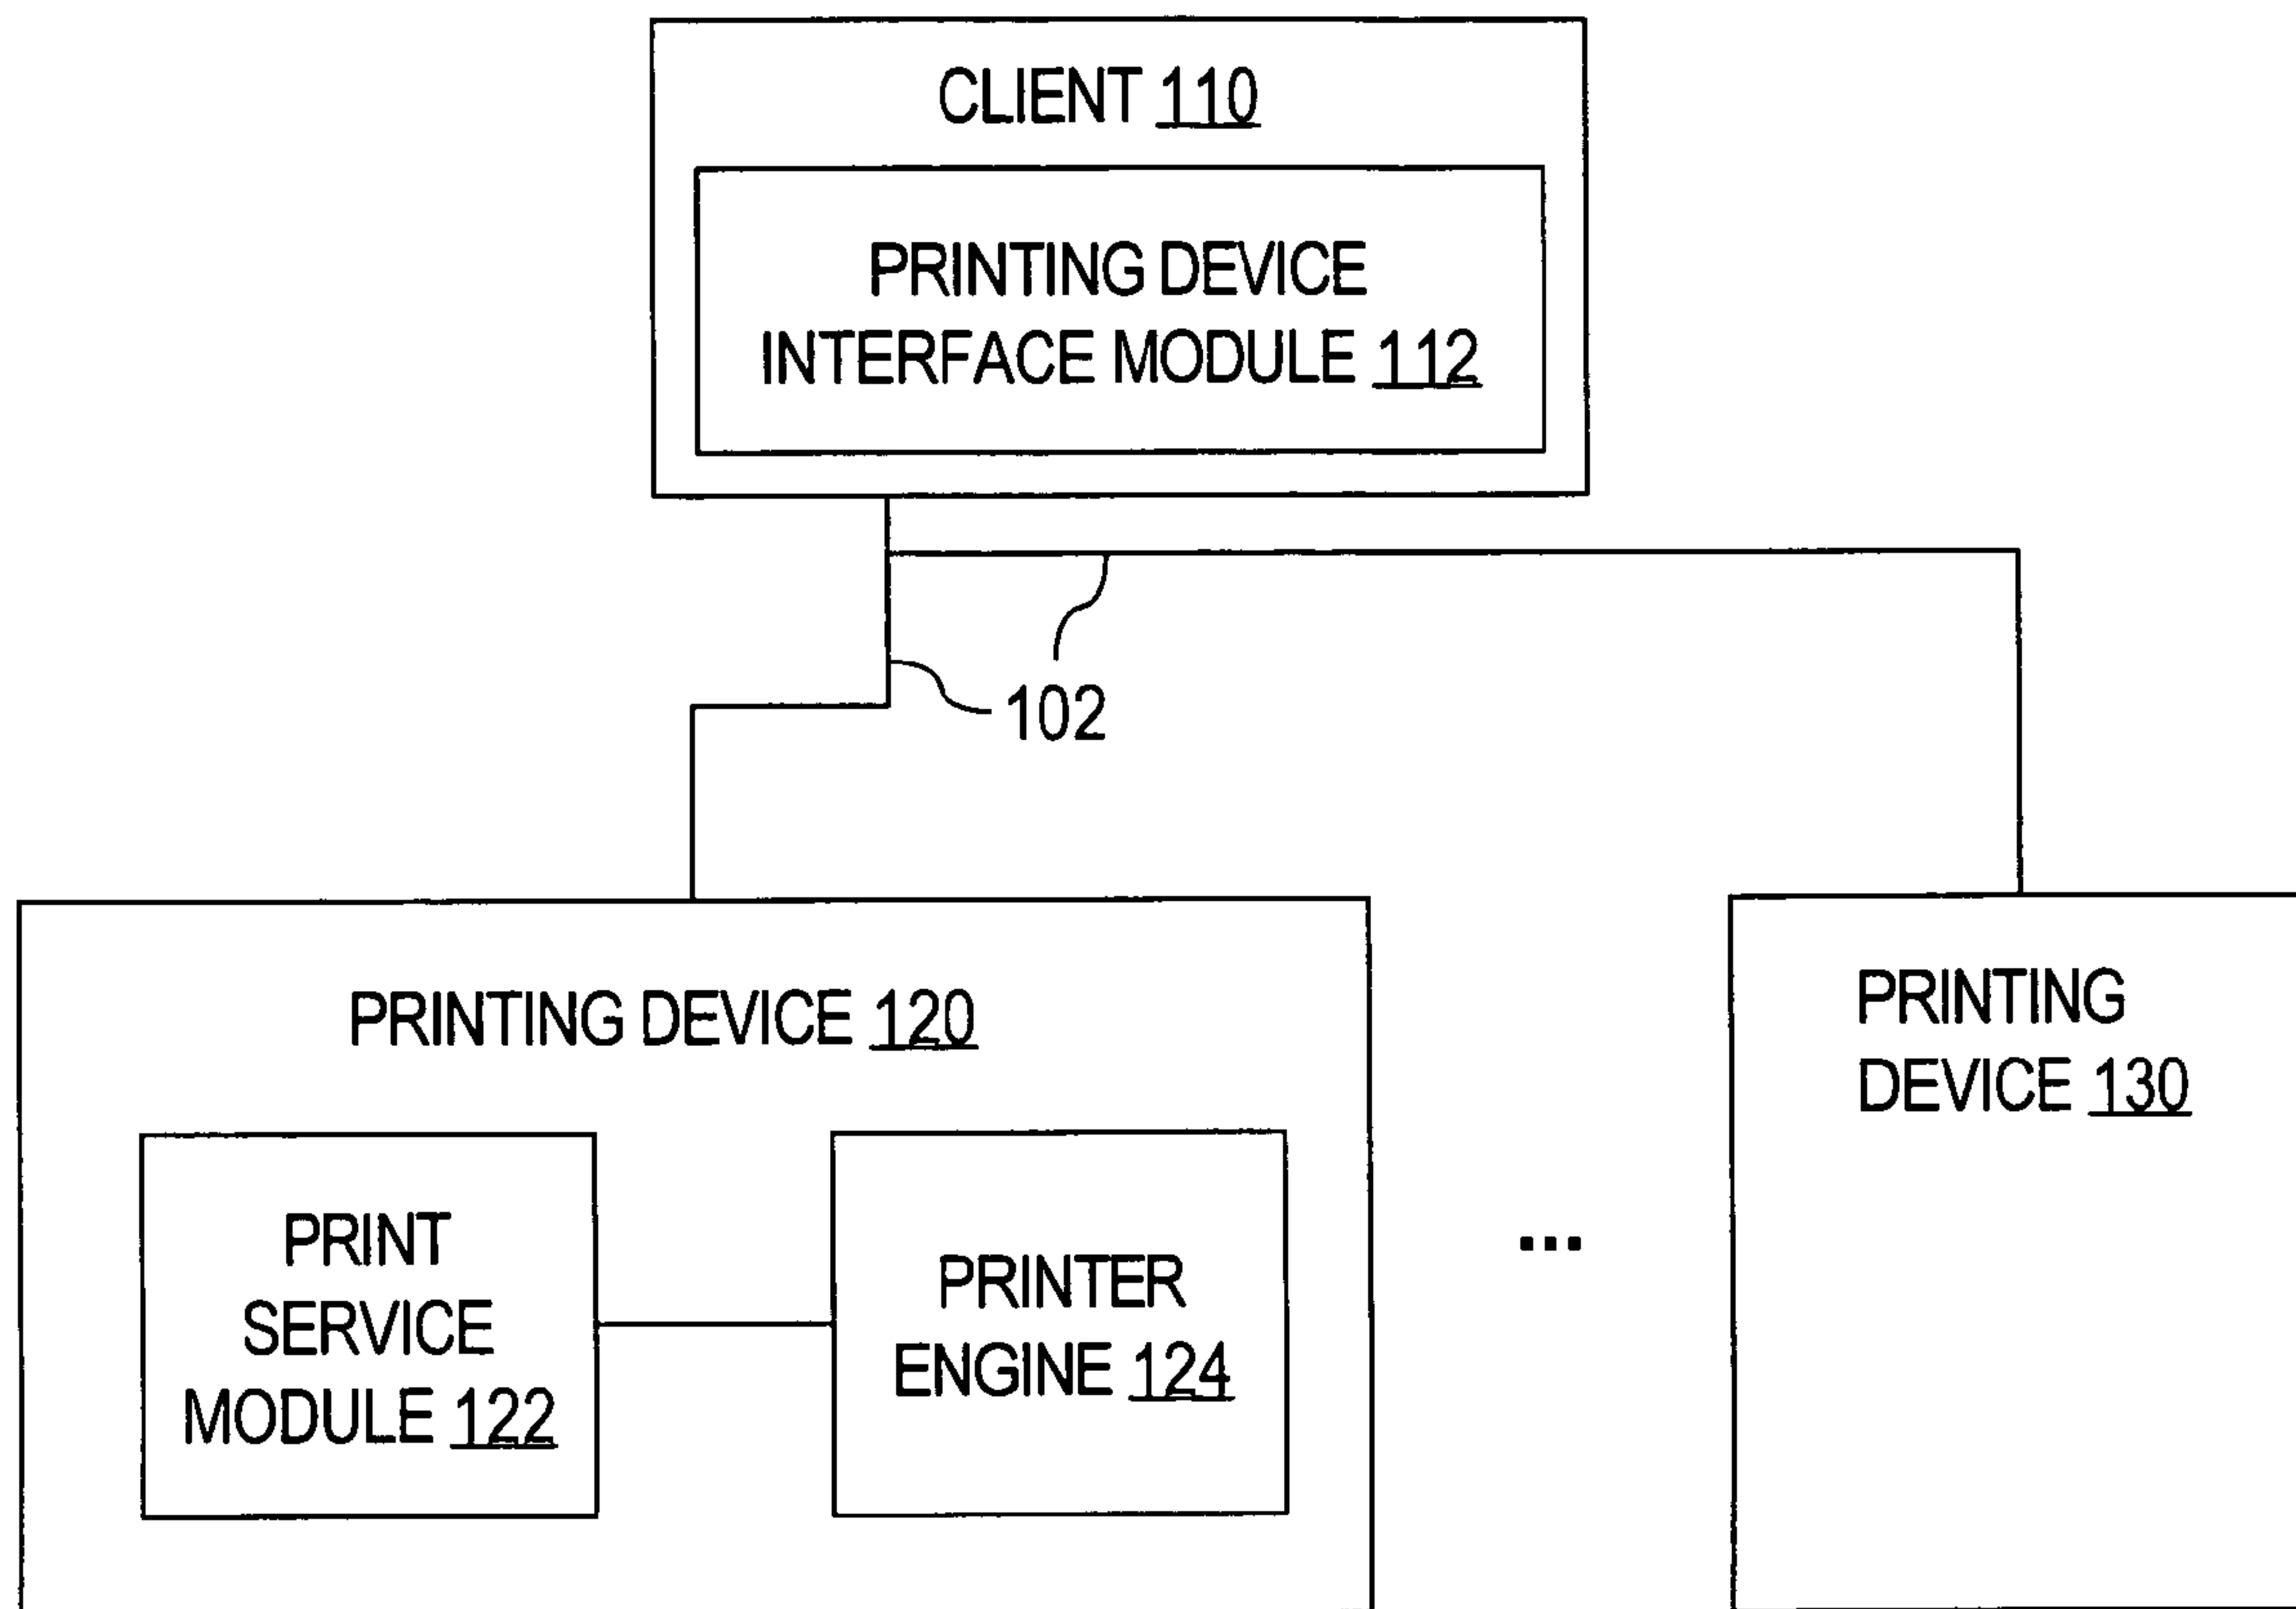 CLIENT 110
PRINTING DEVICE
INTERFACE MODULE 112
102
PRINTING DEVICE 120
PRINT
SERVICE
MODULE 122
PRINTER
ENGINE 124
...
PRINTING
DEVICE 130